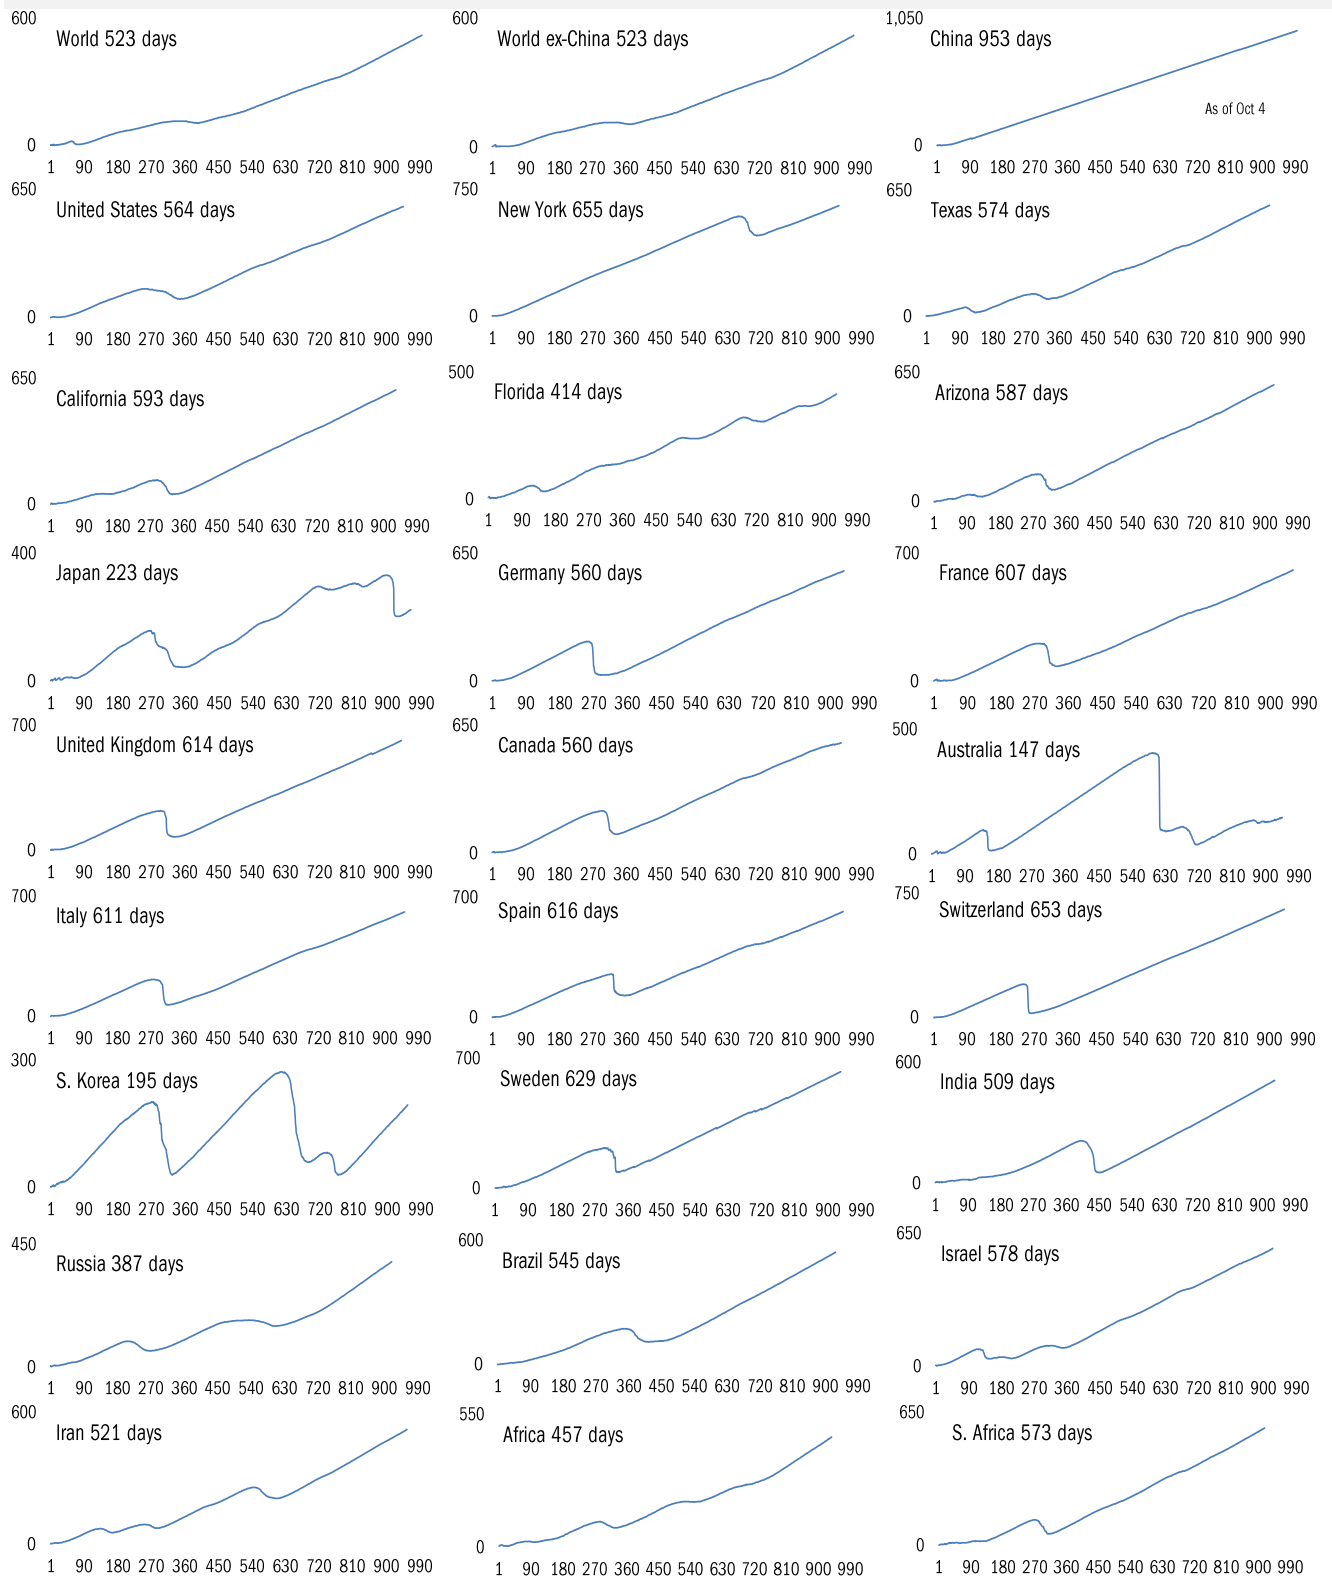 600 600 1,050
World 523 days World ex-China 523 days China 953 days
As of Oct 4
0 0 0
1 90 180 270 360 450 540 630 720 810 900 990 1 90 180 270 360 450 540 630 720 810 900 990 1 90 180 270 360 450 540 630 720 810 900 990
650 750 650
United States 564 days New York 655 days Texas 574 days
0 0 0
1 90 180 270 360 450 540 630 720 810 900 990 1 90 180 270 360 450 540 630 720 810 900 990 1 90 180 270 360 450 540 630 720 810 900 990
650 500 650
California 593 days Florida 414 days Arizona 587 days
0 0 0
1 90 180 270 360 450 540 630 720 810 900 990 1 90 180 270 360 450 540 630 720 810 900 990 1 90 180 270 360 450 540 630 720 810 900 990
400 650 700
Japan 223 days Germany 560 days France 607 days
0 0 0
1 90 180 270 360 450 540 630 720 810 900 990 1 90 180 270 360 450 540 630 720 810 900 990 1 90 180 270 360 450 540 630 720 810 900 990
700 650 500
United Kingdom 614 days Canada 560 days Australia 147 days
0 0 0
1 90 180 270 360 450 540 630 720 810 900 990 1 90 180 270 360 450 540 630 720 810 900 990 1 90 180 270 360 450 540 630 720 810 900 990
700 700 750
Italy 611 days Spain 616 days Switzerland 653 days
0 0 0
1 90 180 270 360 450 540 630 720 810 900 990 1 90 180 270 360 450 540 630 720 810 900 990 1 90 180 270 360 450 540 630 720 810 900 990
300 700 600
S. Korea 195 days Sweden 629 days India 509 days
0 0 0
1 90 180 270 360 450 540 630 720 810 900 990 1 90 180 270 360 450 540 630 720 810 900 990 1 90 180 270 360 450 540 630 720 810 900 990
450 600 650
Russia 387 days Brazil 545 days Israel 578 days
0 0 0
1 90 180 270 360 450 540 630 720 810 900 990 1 90 180 270 360 450 540 630 720 810 900 990 1 90 180 270 360 450 540 630 720 810 900 990
600 550 650
Iran 521 days Africa 457 days S. Africa 573 days
0 0 0
1 90 180 270 360 450 540 630 720 810 900 990 1 90 180 270 360 450 540 630 720 810 900 990 1 90 180 270 360 450 540 630 720 810 900 990